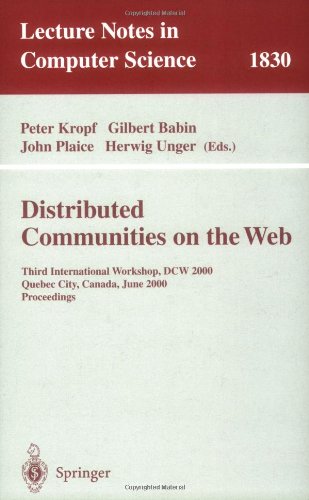 Lecture Notes in
Computer Science 1830
Peter Kropf Gilbert Babin
John Plaice Herwig Unger (Eds.)
Distributed
Communities on the Web
Third International Workshop, DCW 2000
Quebec City, Canada, June 2000
Proceedings
Springer